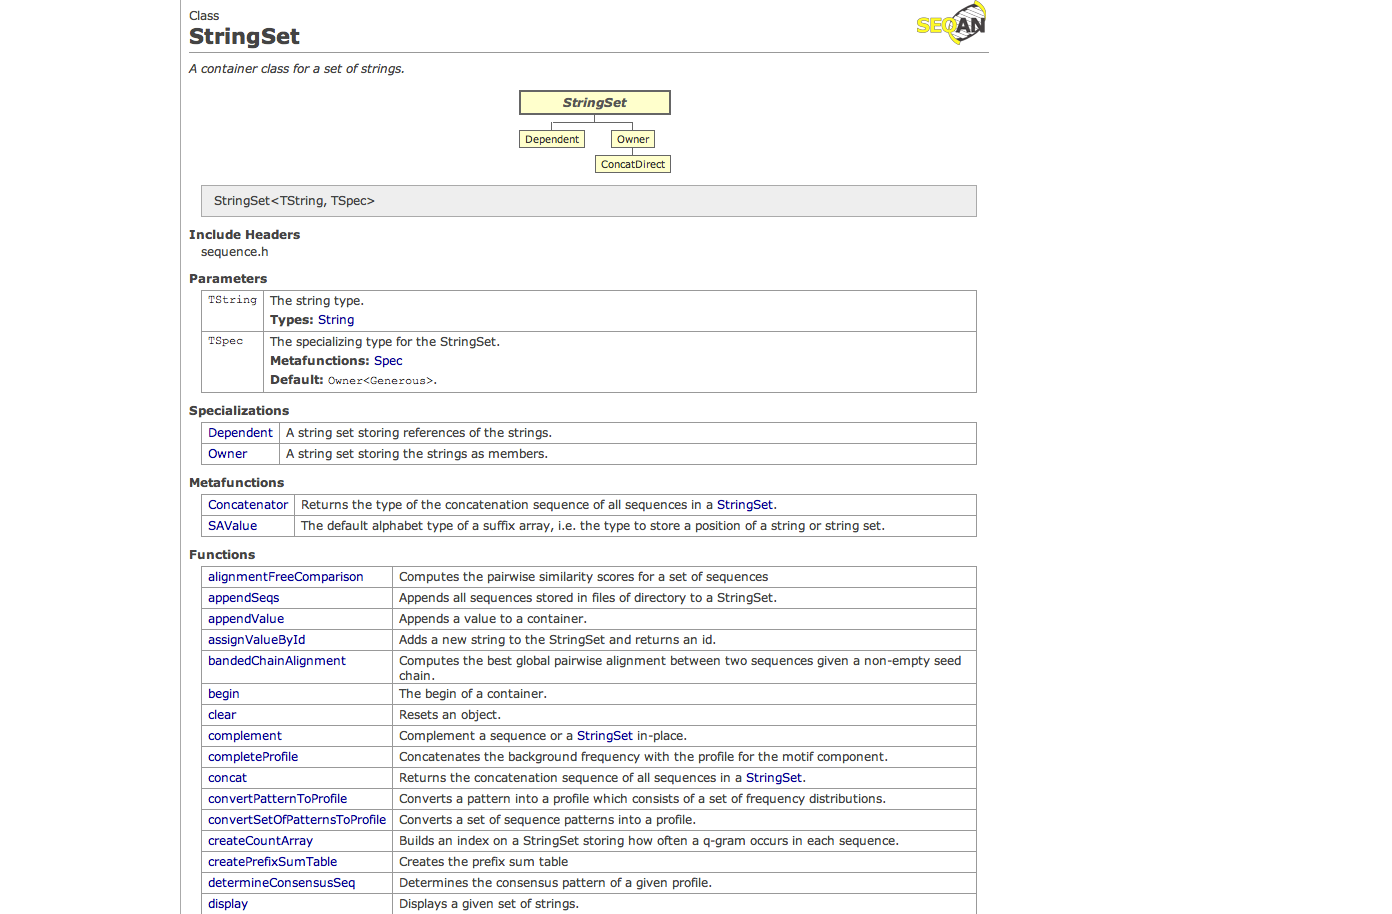 Class
SEQAN
StringSet
A container class for a set of strings.
StringSet
Dependent Owner
ConcatDirect
StringSet<TString, TSpec>
Include Headers
sequence.h
Parameters
TString The string type.
Types: String
TSpec The specializing type for the StringSet.
Metafunctions: Spec
Default: Owner<Generous>.
Specializations
Dependent A string set storing references of the strings.
Owner A string set storing the strings as members.
Metafunctions
Concatenator Returns the type of the concatenation sequence of all sequences in a StringSet.
SAValue The default alphabet type of a suffix array, i.e. the type to store a position of a string or string set.
Functions
alignmentFreeComparison Computes the pairwise similarity scores for a set of sequences
appendSeqs Appends all sequences stored in files of directory to a StringSet.
appendValue Appends a value to a container.
assignValueById Adds a new string to the StringSet and returns an id.
bandedChainAlignment Computes the best global pairwise alignment between two sequences given a non-empty seed
chain.
begin The begin of a container.
clear Resets an object.
complement Complement a sequence or a StringSet in-place.
completeProfile Concatenates the background frequency with the profile for the motif component.
concat Returns the concatenation sequence of all sequences in a StringSet.
convertPatternToProfile Converts a pattern into a profile which consists of a set of frequency distributions.
convertSetOfPatternsToProfile Converts a set of sequence patterns into a profile.
createCountArray Builds an index on a StringSet storing how often a q-gram occurs in each sequence.
createPrefixSumTable Creates the prefix sum table
determineConsensusSeq Determines the consensus pattern of a given profile.
display Displays a given set of strings.